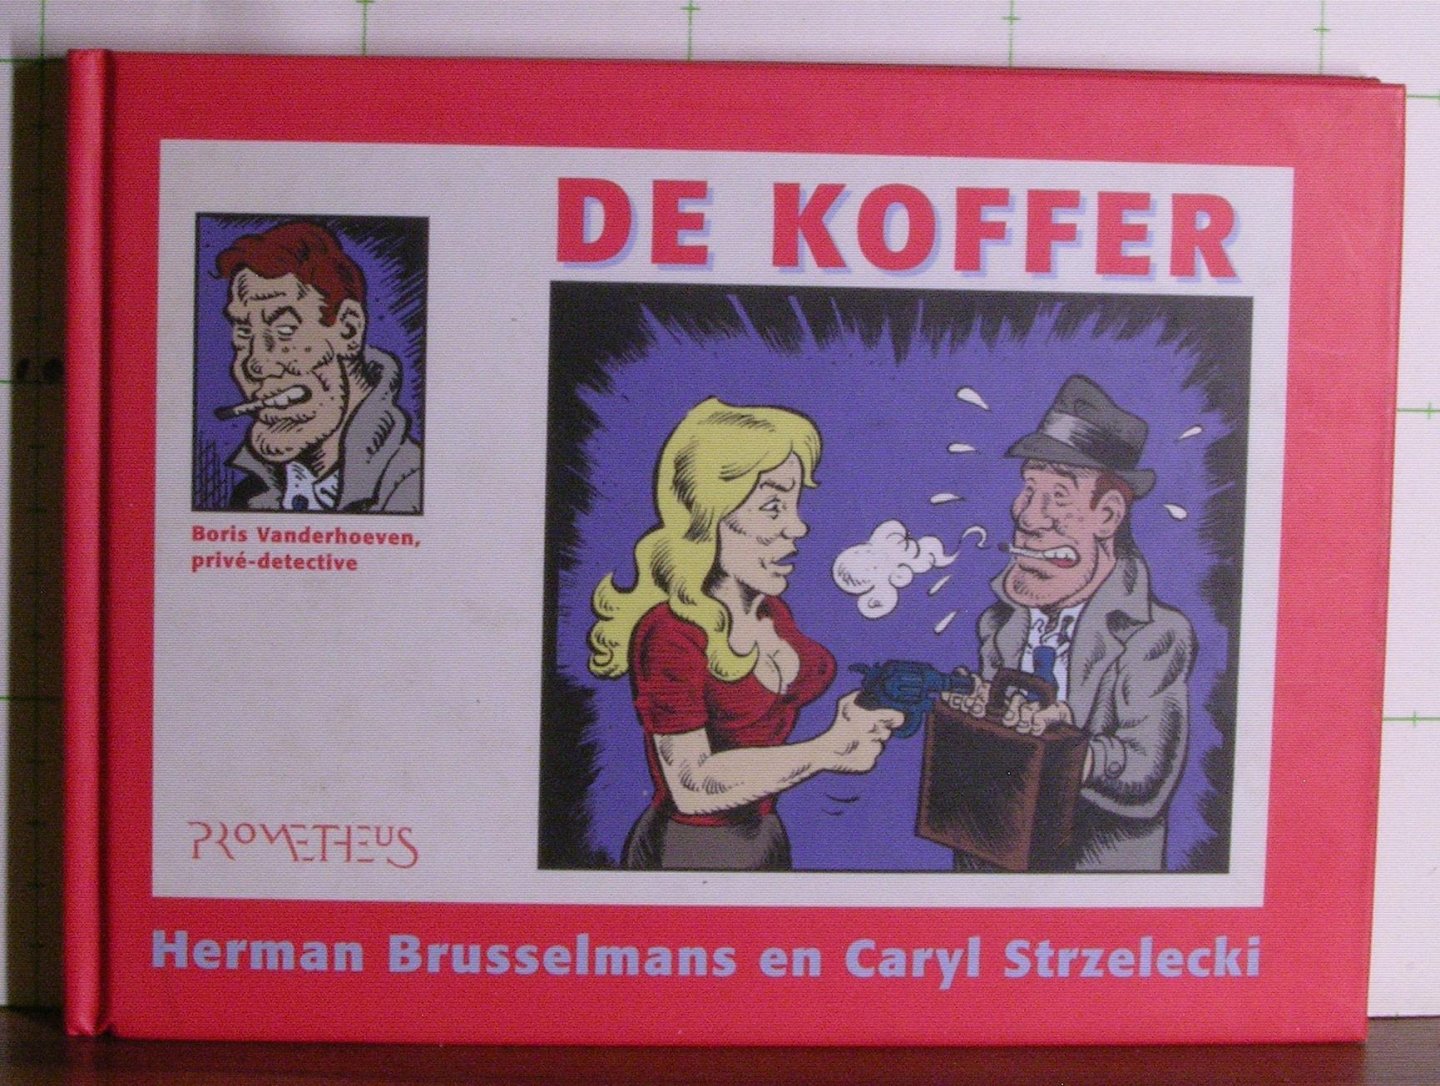 DE KOFFER
Boris Vanderhoeven,
privé-detective
PROMETHEUS
Herman Brusselmans en Caryl Strzelecki